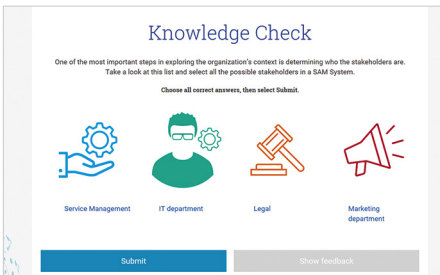 Knowledge Check
One of the most important steps in exploring the organization's context is determining who the stakeholders are.
Take a look at this list and select all the possible stakeholders in a SAM System.
Choose all correct answers, then select Submit.
Service Management
IT department
Legal
Marketing
department
Submit
Show feedback